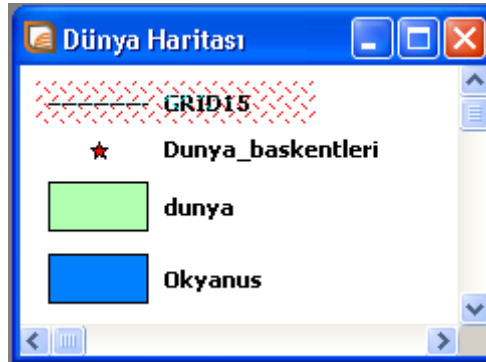 Dünya Haritası
GRID15
Dunya_baskentleri
dunya
Okyanus